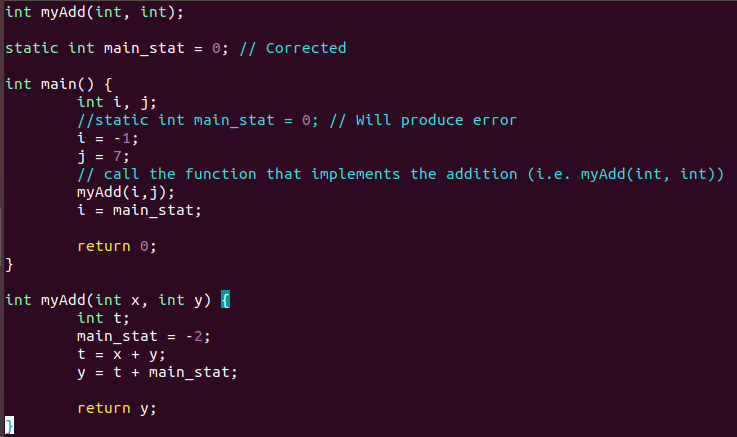 int myAdd(int, int);
static int main_stat = 0; // Corrected
int main() {
int i, j;
//static int main_stat = 0; // Will produce error
i = -1;
j = 7;
// call the function that implements the addition (i.e. myAdd(int, int))
myAdd(i,j);
i = main_stat;
return 0;
}
int myAdd(int x, int y) {
int t;
main_stat = -2;
t = x + y;
y = t + main_stat;
return y;
}